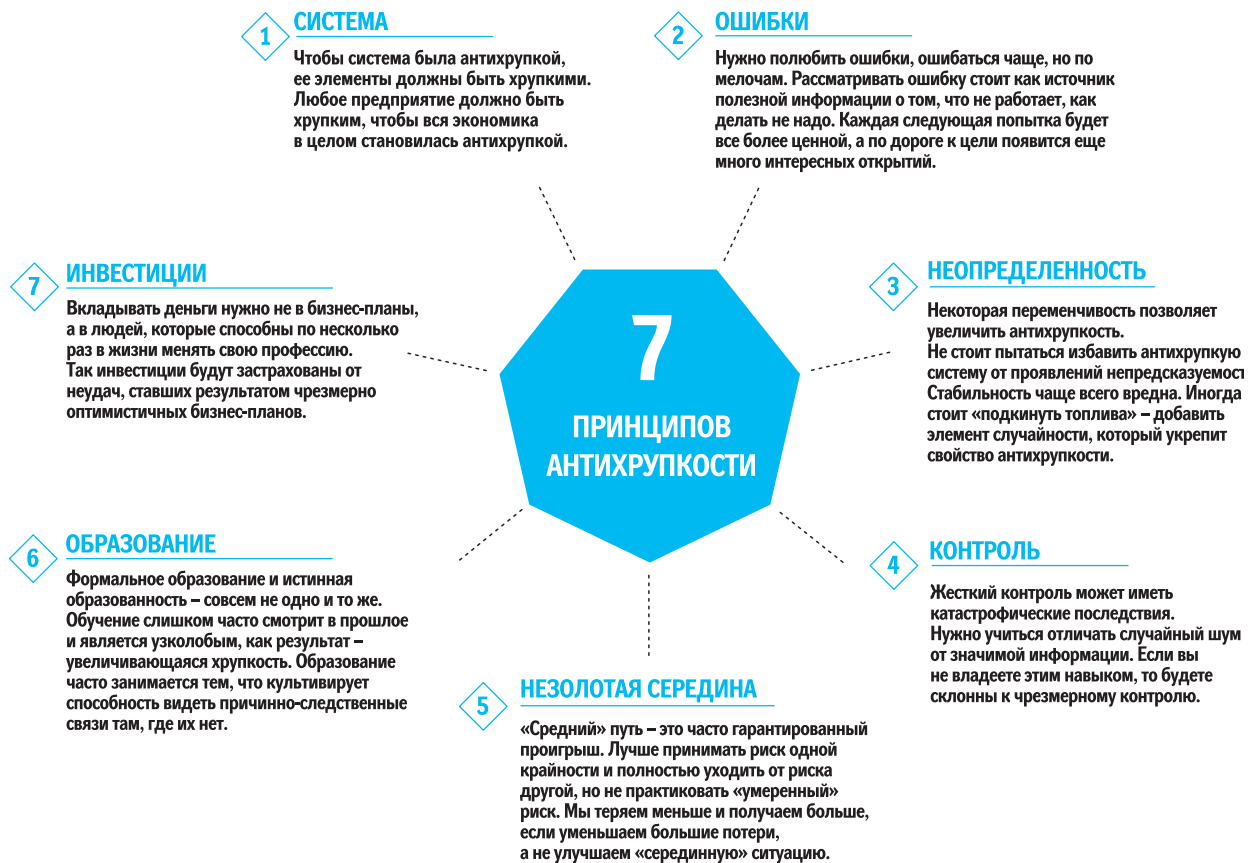 1
СИСТЕМА
Чтобы система была антихрупкой,
ее элементы должны быть хрупкими.
Любое предприятие должно быть
хрупким, чтобы вся экономика
в целом становилась антихрупкой.
2
ОШИБКИ
Нужно полюбить ошибки, ошибаться чаще, но по
мелочам. Рассматривать ошибку стоит как источник
полезной информации о том, что не работает, как
делать не надо. Каждая следующая попытка будет
все более ценной, а по дороге к цели появится еще
много интересных открытий.
7
ПРИНЦИПОВ
АНТИХРУПКОСТИ
3
НЕОПРЕДЕЛЕННОСТЬ
Некоторая переменчивость позволяет
увеличить антихрупкость.
Не стоит пытаться избавить антихрупкую
систему от проявлений непредсказуемост
Стабильность чаще всего вредна. Иногда
стоит «подкинуть топлива» – добавить
элемент случайности, который укрепит
свойство антихрупкости.
4
КОНТРОЛЬ
Жесткий контроль может иметь
катастрофические последствия.
Нужно учиться отличать случайный шум
от значимой информации. Если вы
не владеете этим навыком, то будете
склонны к чрезмерному контролю.
5
НЕЗОЛОТАЯ СЕРЕДИНА
«Средний» путь – это часто гарантированный
проигрыш. Лучше принимать риск одной
крайности и полностью уходить от риска
другой, но не практиковать «умеренный»
риск. Мы теряем меньше и получаем больше,
если уменьшаем большие потери,
а не улучшаем «серединную» ситуацию.
6
ОБРАЗОВАНИЕ
Формальное образование и истинная
образованность – совсем не одно и то же.
Обучение слишком часто смотрит в прошлое
и является узколобым, как результат –
увеличивающаяся хрупкость. Образование
часто занимается тем, что культивирует
способность видеть причинно-следственные
связи там, где их нет.
7
ИНВЕСТИЦИИ
Вкладывать деньги нужно не в бизнес-планы,
а в людей, которые способны по несколько
раз в жизни менять свою профессию.
Так инвестиции будут застрахованы от
неудач, ставших результатом чрезмерно
оптимистичных бизнес-планов.